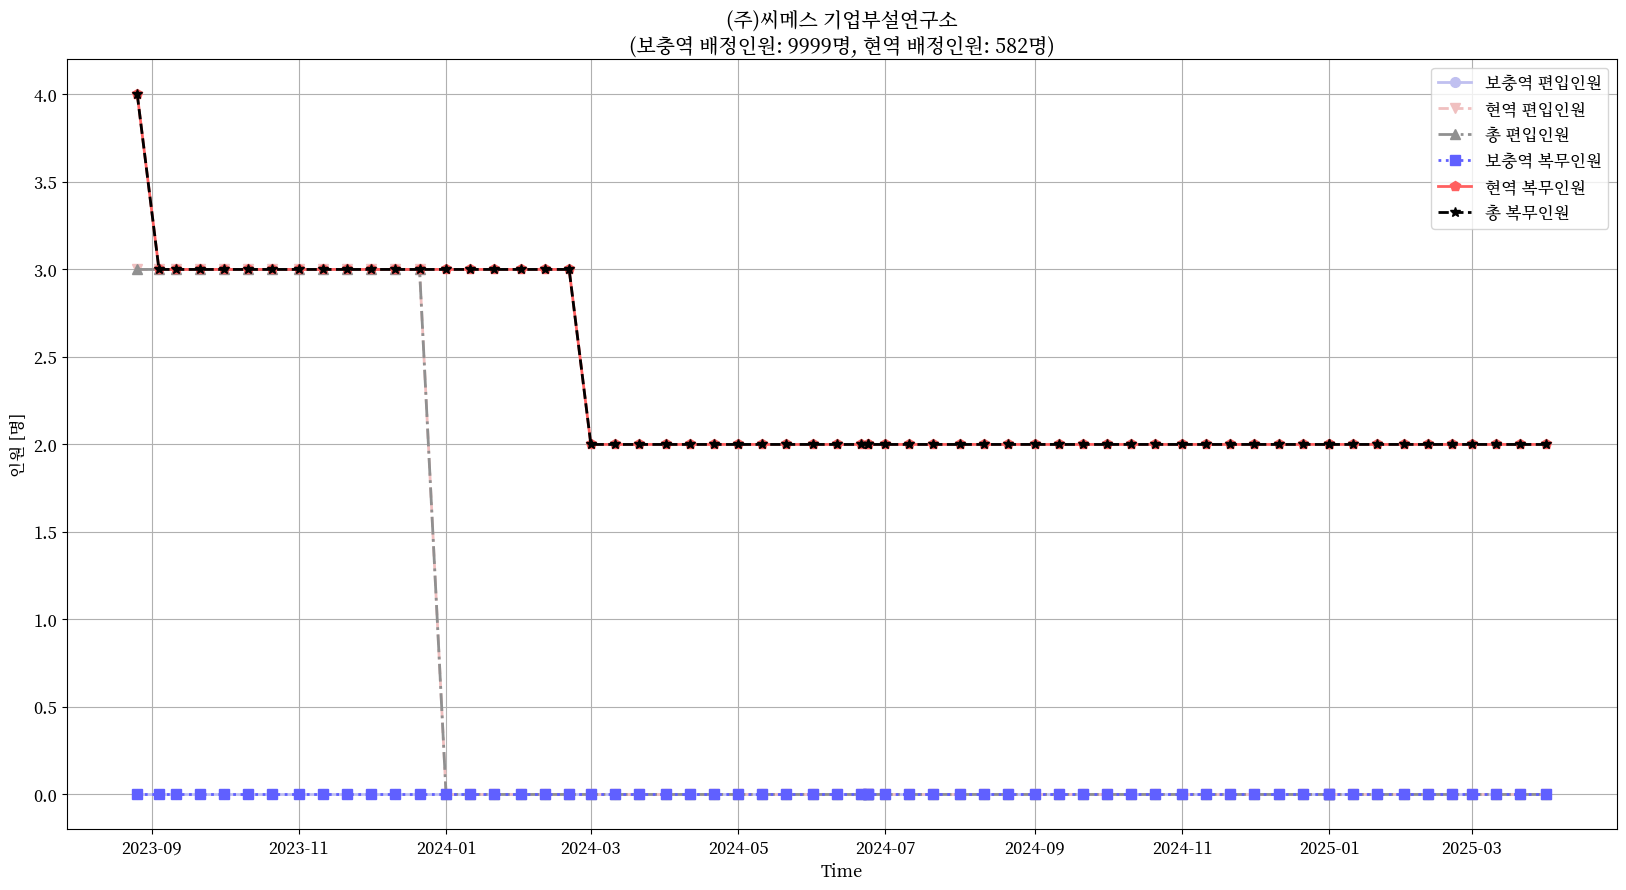 (주)씨메스 기업부설연구소
(보충역 배정인원: 9999명, 현역 배정인원: 582명)
보충역 편입인원
현역 편입인원
총 편입인원
보충역 복무인원
현역 복무인원
총 복무인원
인원 [명]
4.0
3.5
3.0
2.5
2.0
1.5
1.0
0.5
0.0
2023-09 2023-11 2024-01 2024-03 2024-05 2024-07 2024-09 2024-11 2025-01 2025-03
Time